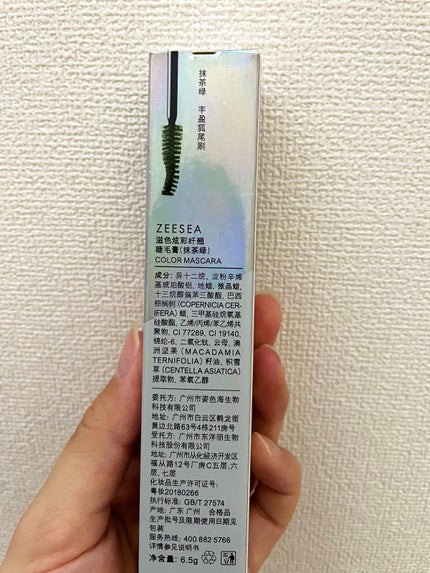 抹茶绿 丰盈狐尾刷
ZEESEA
滋色炫彩纤翘
睫毛膏(抹茶绿)
COLOR MASCARA
成分: 异十二烷、淀粉辛烯
基琥珀酸铝、地蜡、微晶蜡
十三烷醇偏苯三酸酯、巴西
棕榈树(COPERNICIA CER-
IFERA)蜡、三甲基硅烷氧基
硅酸酯、乙烯/丙烯/苯乙烯共
聚物、CI 77289、CI 19140、
锦纶-6、二氧化钛、云母、澳
洲坚果(MACADAMIA
TERNIFOLIA)籽油、积雪
草(CENTELLA ASIATICA)
提取物、苯氧乙醇
委托方: 广州市姿色海生物
科技有限公司
地址: 广州市白云区鹤龙街
黄边北路63号4栋211房号
受托方: 广州市东洋丽生物
科技股份有限公司
地址: 广州市从化经济开发区
福从路12号厂房C五层、六
层、七层
化妆品生产许可证号:
粤妆20180266
执行标准: GB/T 27574
产地: 广东 广州 合格品
生产批号及限期使用日期见
包装
服务热线: 400 882 5766
详情参见说明书
净含量: 6.5g